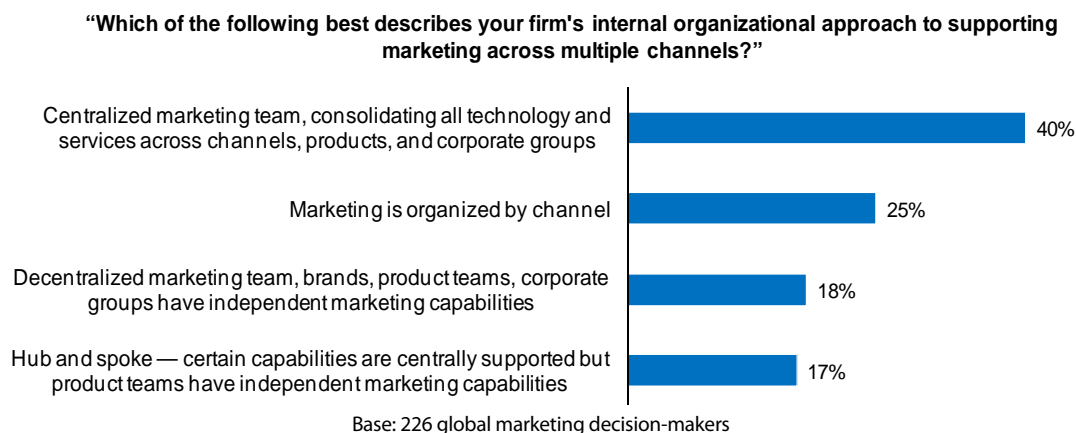 “Which of the following best describes your firm's internal organizational approach to supporting
marketing across multiple channels?”
Centralized marketing team, consolidating all technology and
services across channels, products, and corporate groups
40%
Marketing is organized by channel
25%
Decentralized marketing team, brands, product teams, corporate
groups have independent marketing capabilities
18%
Hub and spoke — certain capabilities are centrally supported but
product teams have independent marketing capabilities
17%
Base: 226 global marketing decision-makers